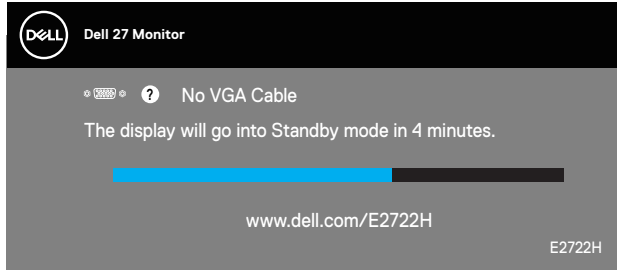 DELL
Dell 27 Monitor
? No VGA Cable
The display will go into Standby mode in 4 minutes.
www.dell.com/E2722H
E2722H